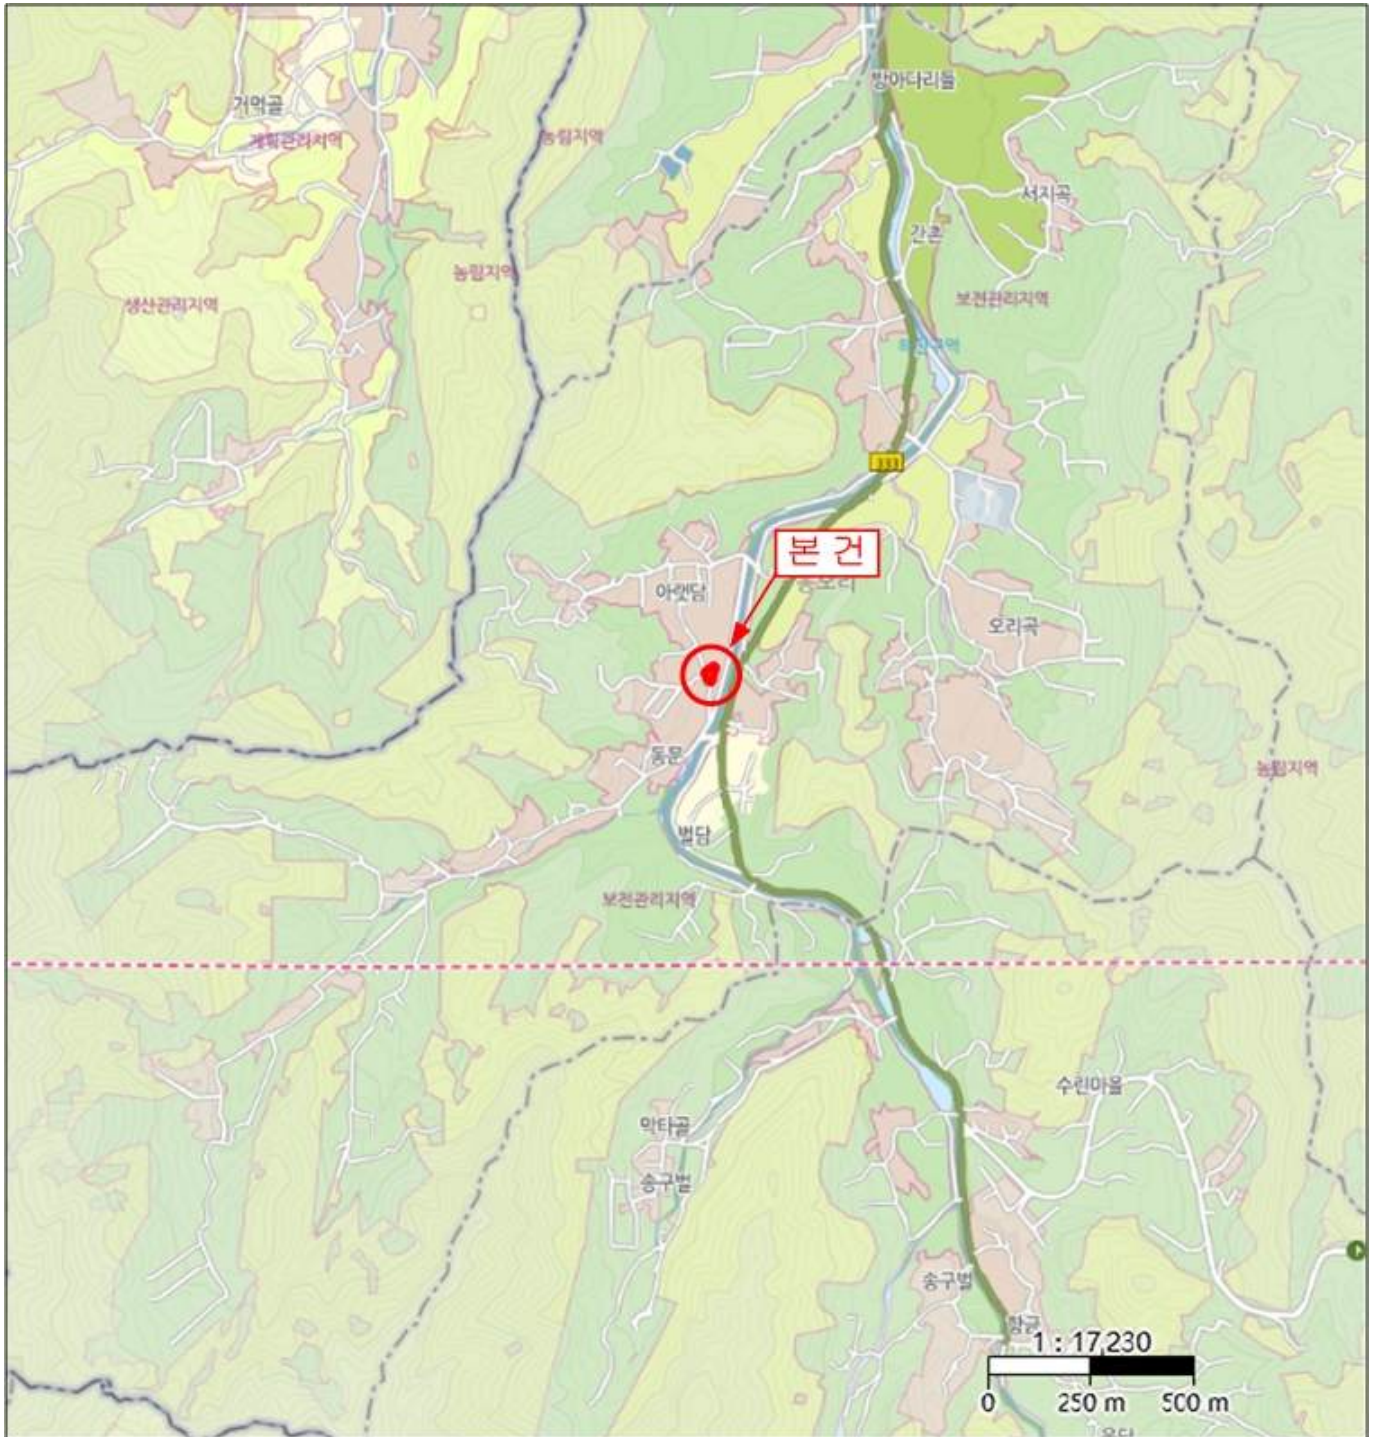 방아다리들
거먹골
계획관리지역
농림지역
서지곡
간촌
농림지역
보전관리지역
생산관리지역
333
본 건
아랫담
오리곡
동문
농림지역
벌담
보전관리지역
수린마을
악타골
송구벌
송구벌
항금
1 : 17,230
0 250 m 500 m